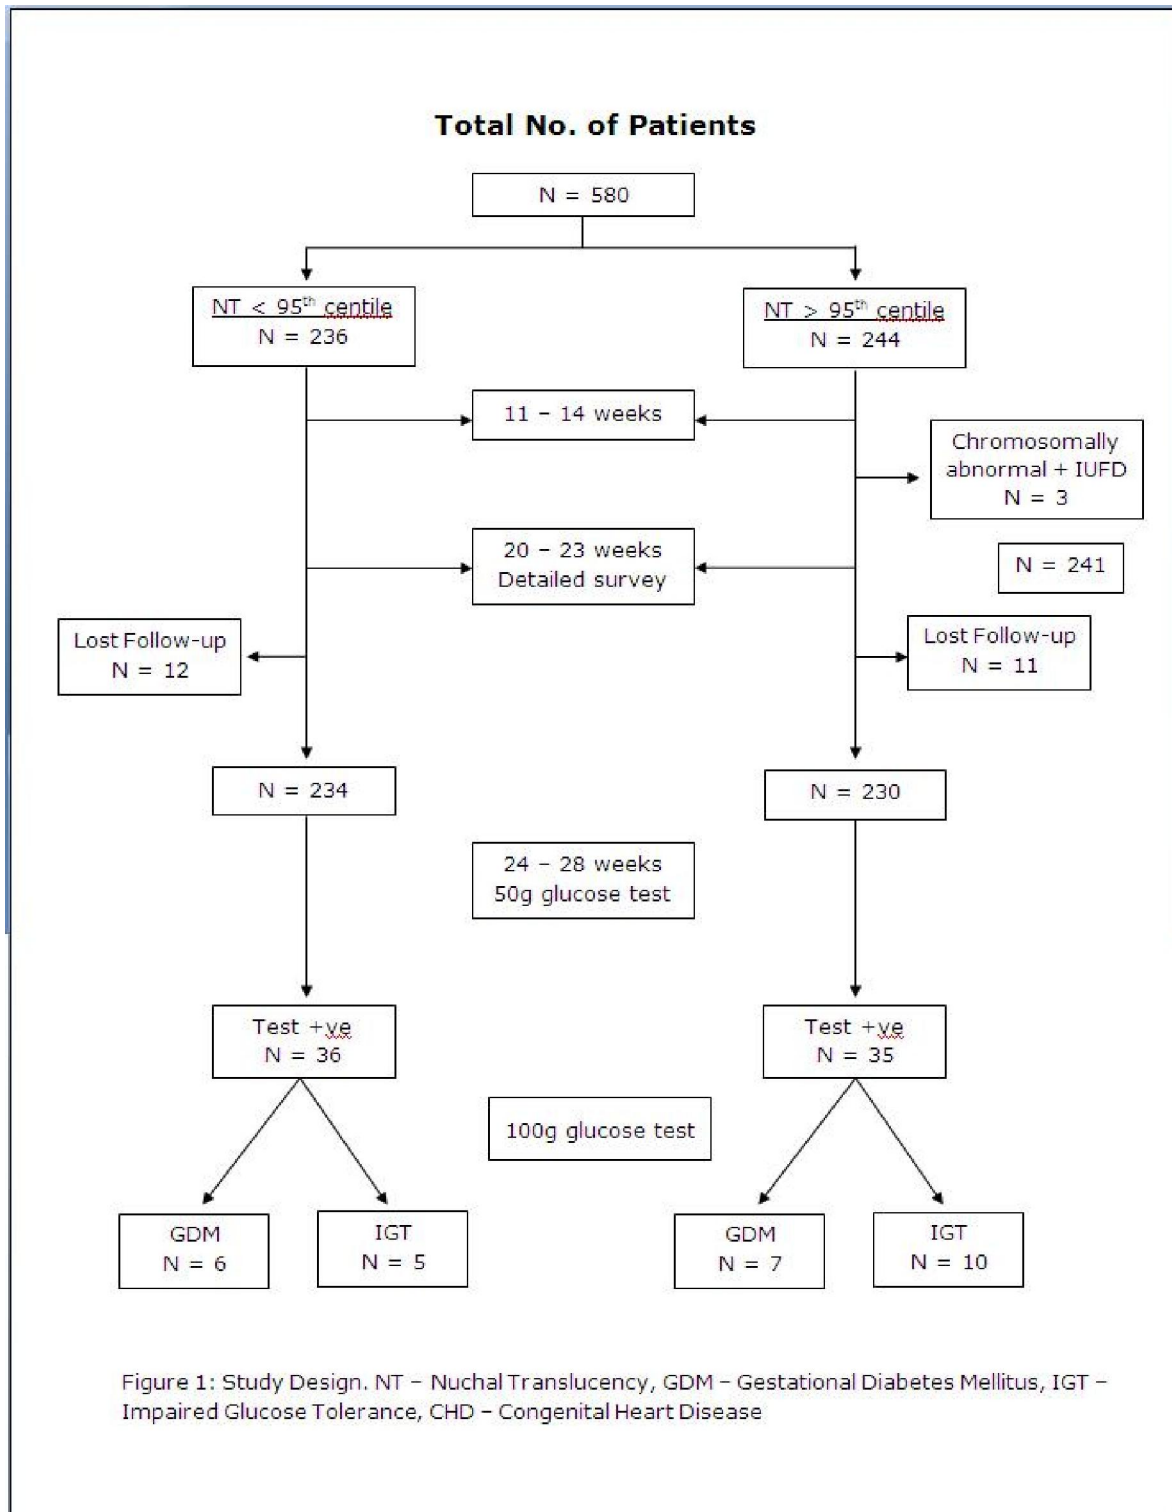 Total No. of Patients
N = 580
NT < 95th centile
N = 236
NT > 95th centile
N = 244
11 – 14 weeks
Chromosomally
abnormal + IUFD
N = 3
20 – 23 weeks
Detailed survey
N = 241
Lost Follow-up
N = 12
Lost Follow-up
N = 11
N = 234
N = 230
24 – 28 weeks
50g glucose test
Test +ve
N = 36
Test +ve
N = 35
100g glucose test
GDM
N = 6
IGT
N = 5
GDM
N = 7
IGT
N = 10
Figure 1: Study Design. NT – Nuchal Translucency, GDM – Gestational Diabetes Mellitus, IGT –
Impaired Glucose Tolerance, CHD – Congenital Heart Disease